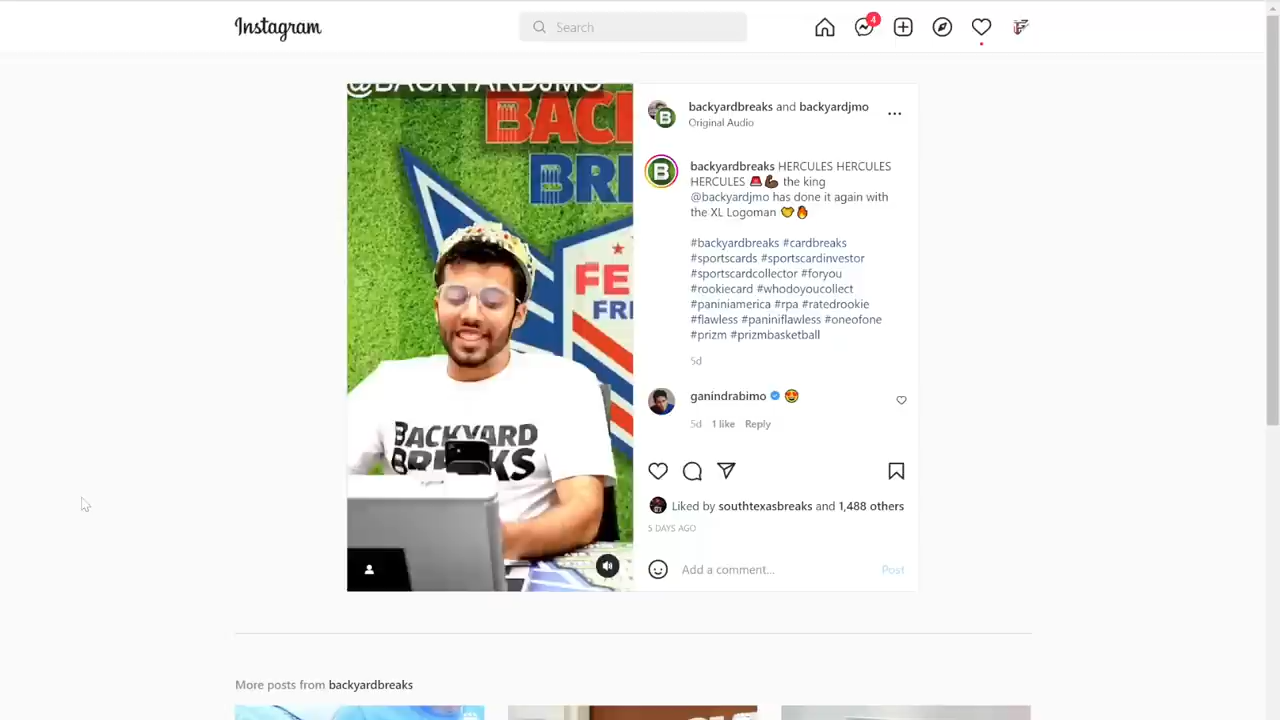 Instagram
Search
4
@BACKYARDJMO
BACK
BRE
FE
FRI
BACKYARD
BREAKS
backyardbreaks and backyardjmo
Original Audio
B
backyardbreaks HERCULES HERCULES
HERCULES the king
@backyardjmo has done it again with
the XL Logoman
#backyardbreaks #cardbreaks
#sportscards #sportscardinvestor
#sportscardcollector #foryou
#rookiecard #whodoyoucollect
#paniniamerica #rpa #ratedrookie
#flawless #paniniflawless #oneofone
#prizm #prizmbasketball
5d
ganindrabimo
5d 1 like Reply
Liked by southtexasbreaks and 1,488 others
5 DAYS AGO
Add a comment...
Post
More posts from backyardbreaks